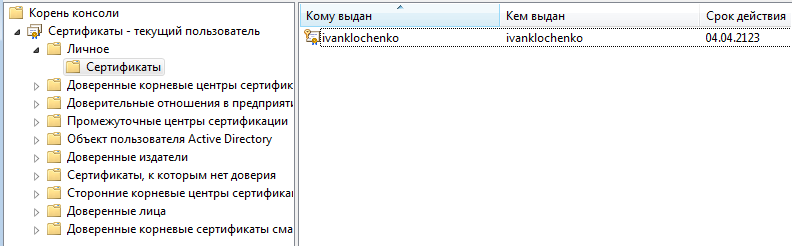 Корень консоли
Сертификаты - текущий пользователь
Личное
Сертификаты
Доверенные корневые центры сертифик
Доверительные отношения в предприяти
Промежуточные центры сертификации
Объект пользователя Active Directory
Доверенные издатели
Сертификаты, к которым нет доверия
Сторонние корневые центры сертифика
Доверенные лица
Доверенные корневые сертификаты сма
Кому выдан Кем выдан Срок действия
ivanklochenko ivanklochenko 04.04.2123